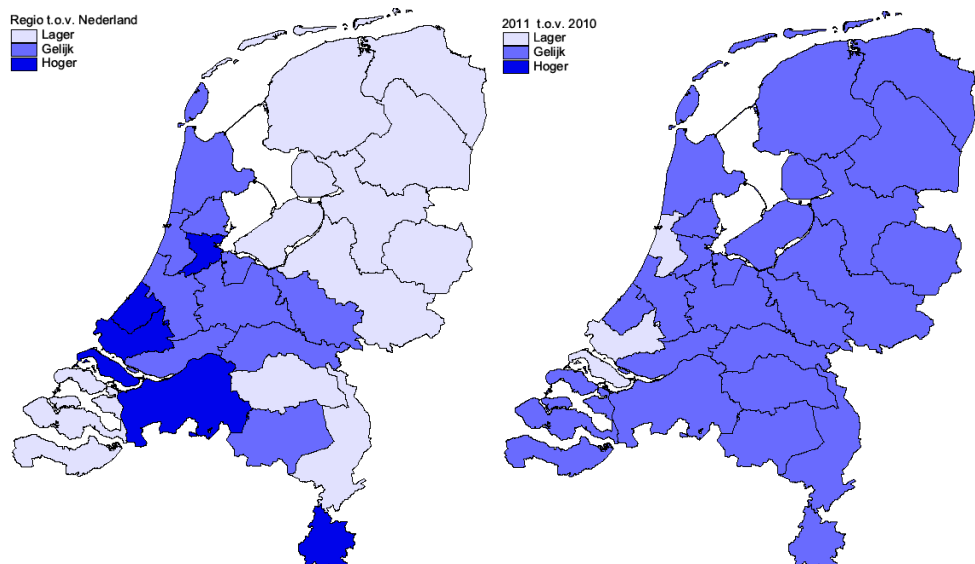 Regio t.o.v. Nederland
Lager
Gelijk
Hoger
2011 t.o.v. 2010
Lager
Gelijk
Hoger